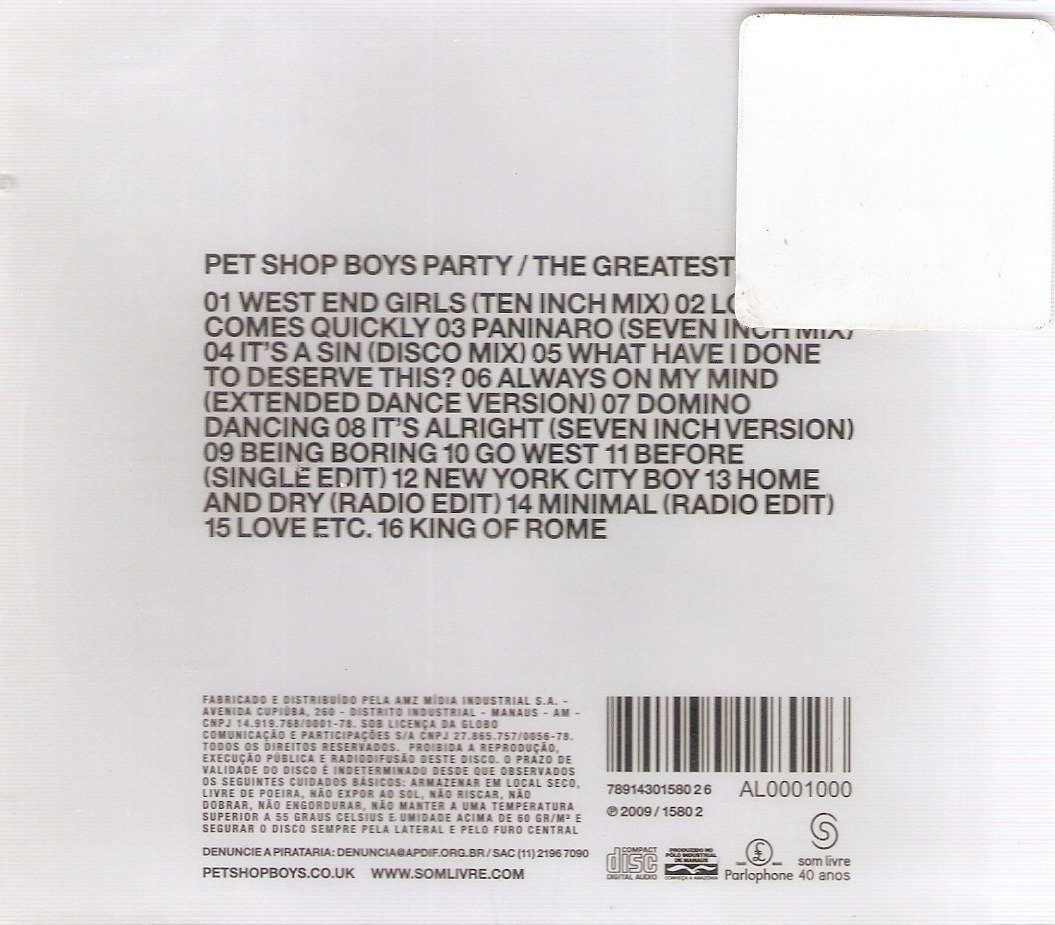 PET SHOP BOYS PARTY / THE GREATEST
01 WEST END GIRLS (TEN INCH MIX) 02
COMES QUICKLY 03 PANINARO (SEVEN INCH MIX)
04 IT'S A SIN (DISCO MIX) 05 WHAT HAVE I DONE
TO DESERVE THIS? 06 ALWAYS ON MY MIND
(EXTENDED DANCE VERSION) 07 DOMINO
DANCING 08 IT'S ALRIGHT (SEVEN INCH VERSION)
09 BEING BORING 10 GO WEST 11 BEFORE
(SINGLE EDIT) 12 NEW YORK CITY BOY 13 HOME
AND DRY (RADIO EDIT) 14 MINIMAL (RADIO EDIT)
15 LOVE ETC. 16 KING OF ROME
FABRICADO E DISTRIBUÍDO PELA AMZ MÍDIA INDUSTRIAL S.A. -
AVENIDA CUPIÚBA, 260 - DISTRITO INDUSTRIAL - MANAUS - AM -
CNPJ 14.919.768/0001-78. SOB LICENÇA DA GLOBO
COMUNICAÇÃO E PARTICIPAÇÕES S/A CNPJ 27.865.757/0056-78.
TODOS OS DIREITOS RESERVADOS. PROIBIDA A REPRODUÇÃO,
EXECUÇÃO PÚBLICA E RADIODIFUSÃO DESTE DISCO. O PRAZO DE
VALIDADE DO DISCO É INDETERMINADO DESDE QUE OBSERVADOS
OS SEGUINTES CUIDADOS BÁSICOS: ARMAZENAR EM LOCAL SECO,
LIVRE DE POEIRA, NÃO EXPOR AO SOL, NÃO RISCAR, NÃO
DOBRAR, NÃO ENGORDURAR, NÃO MANTER A UMA TEMPERATURA
SUPERIOR A 55 GRAUS CELSIUS E UMIDADE ACIMA DE 60 GR/M³ E
SEGURAR O DISCO SEMPRE PELA LATERAL E PELO FURO CENTRAL
DENUNCIE A PIRATARIA: DENUNCIA@APDIF.ORG.BR / SAC (11) 2196 7090
PETSHOPBOYS.CO.UK WWW.SOMLIVRE.COM
7891430158026 AL0001000
℗ 2009 / 1580 2
COMPACT disc DIGITAL AUDIO
PRODUZIDO NO
PÓLO INDUSTRIAL
DE MANAUS
CONHEÇA A AMAZÔNIA
TRADE £ MARK
Parlophone
som livre
40 anos